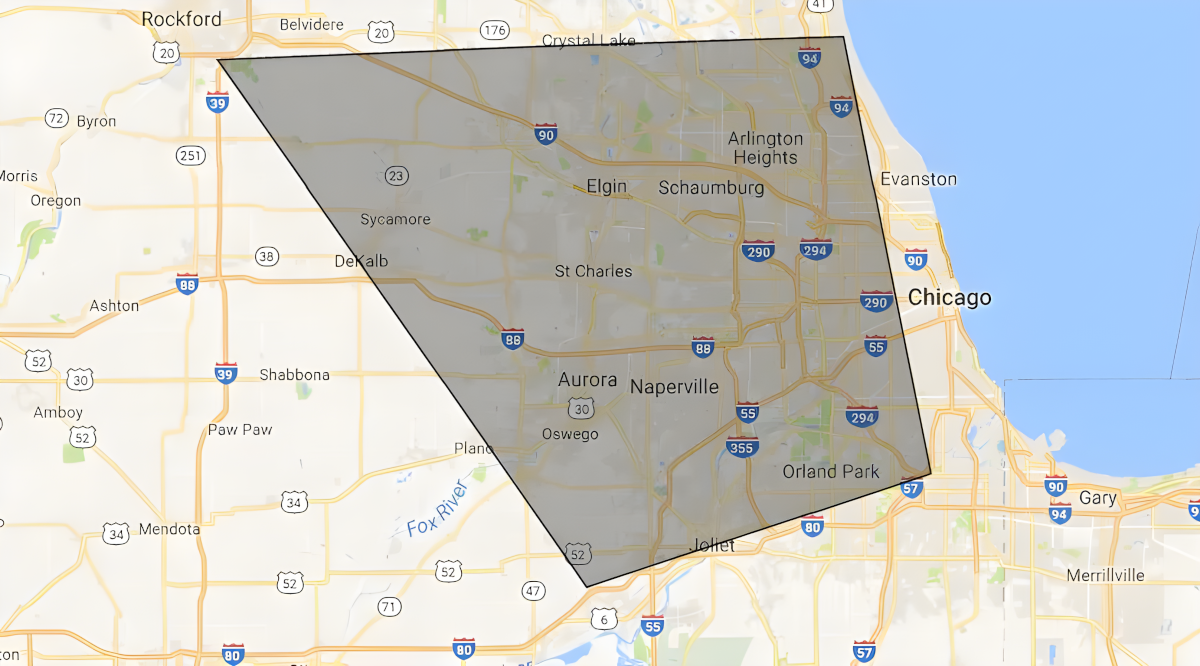 41
Rockford
Belvidere
20
176
20
Crystal Lake
94
39
94
90
72
Byron
Arlington
Heights
251
23
Morris
Evanston
Elgin
Schaumburg
Oregon
Sycamore
290
294
38
DeKalb
90
St Charles
88
Chicago
290
Ashton
88
88
55
52
39
30
Shabbona
Aurora
Naperville
30
55
Amboy
294
Paw Paw
52
Oswego
355
Plano
Orland Park
57
90
Gary
34
Fox River
94
9
80
34
Mendota
Joliet
52
52
52
Merrillville
47
71
6
55
80
80
57
ton